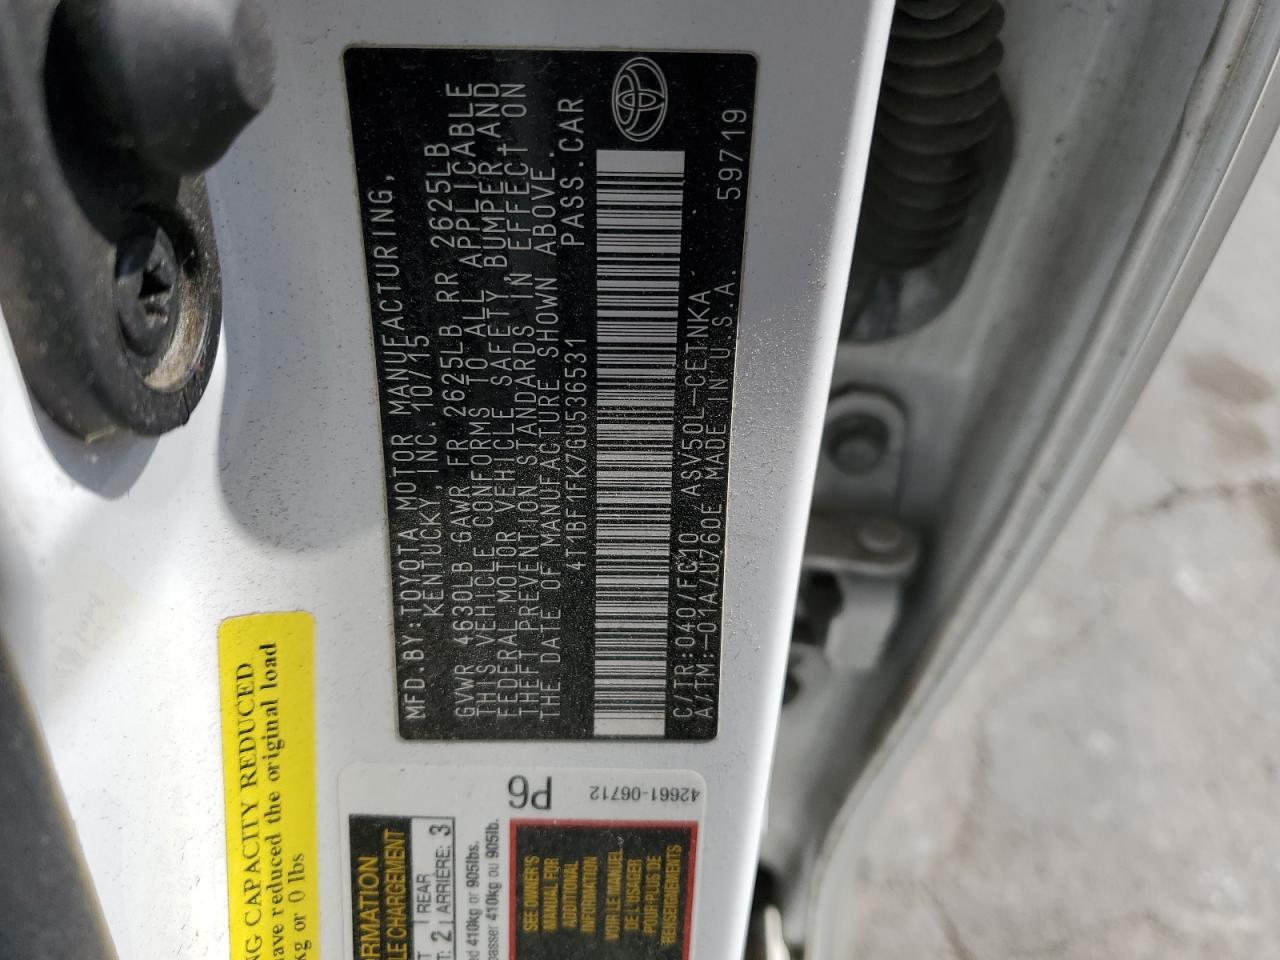 MFD.BY:TOYOTA MOTOR MANUFACTURING,
KENTUCKY INC. 10/15
GVWR 4630LB GAWR FR 2625LB RR 2625LB
THIS VEHICLE CONFORMS TO ALL APPLICABLE
FEDERAL MOTOR VEHICLE SAFETY, BUMPER, AND
THEFT PREVENTION STANDARDS IN EFFECT ON
THE DATE OF MANUFACTURE SHOWN ABOVE.
4T1BF1FK7GU536531 PASS.CAR
C/TR:040/FC10 ASV50L-CETNKA
A/TM:-01A/U760E MADE IN U.S.A. 59719
NG CAPACITY REDUCED
have reduced the original load
kg or 0 lbs
P6
42661-06712
RMATION
LE CHARGEMENT
T: 2
REAR
ARRIÈRE: 3
ed 410kg or 905lbs.
passer 410kg ou 905lb.
SEE OWNER'S
MANUAL FOR
ADDITIONAL
INFORMATION
VOIR LE MANUEL
DE L'USAGER
POUR PLUS DE
RENSEIGNEMENTS